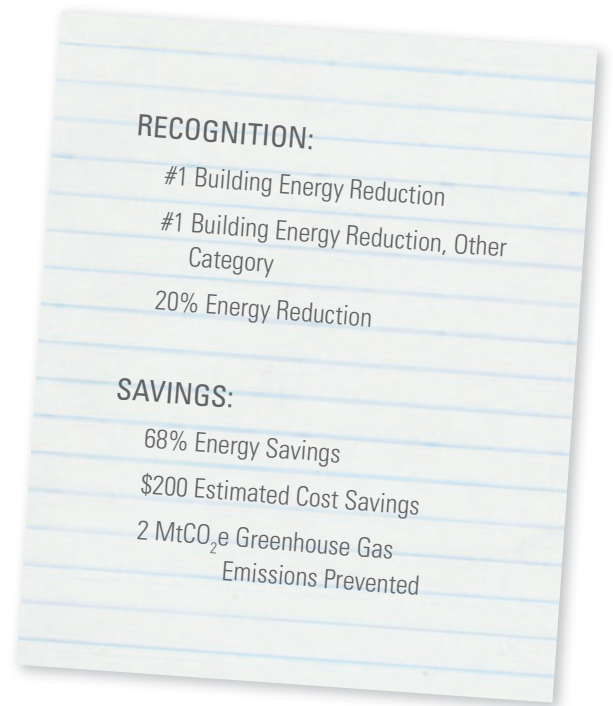 RECOGNITION:
#1 Building Energy Reduction
#1 Building Energy Reduction, Other
Category
20% Energy Reduction
SAVINGS:
68% Energy Savings
$200 Estimated Cost Savings
2 MtCO₂e Greenhouse Gas
Emissions Prevented